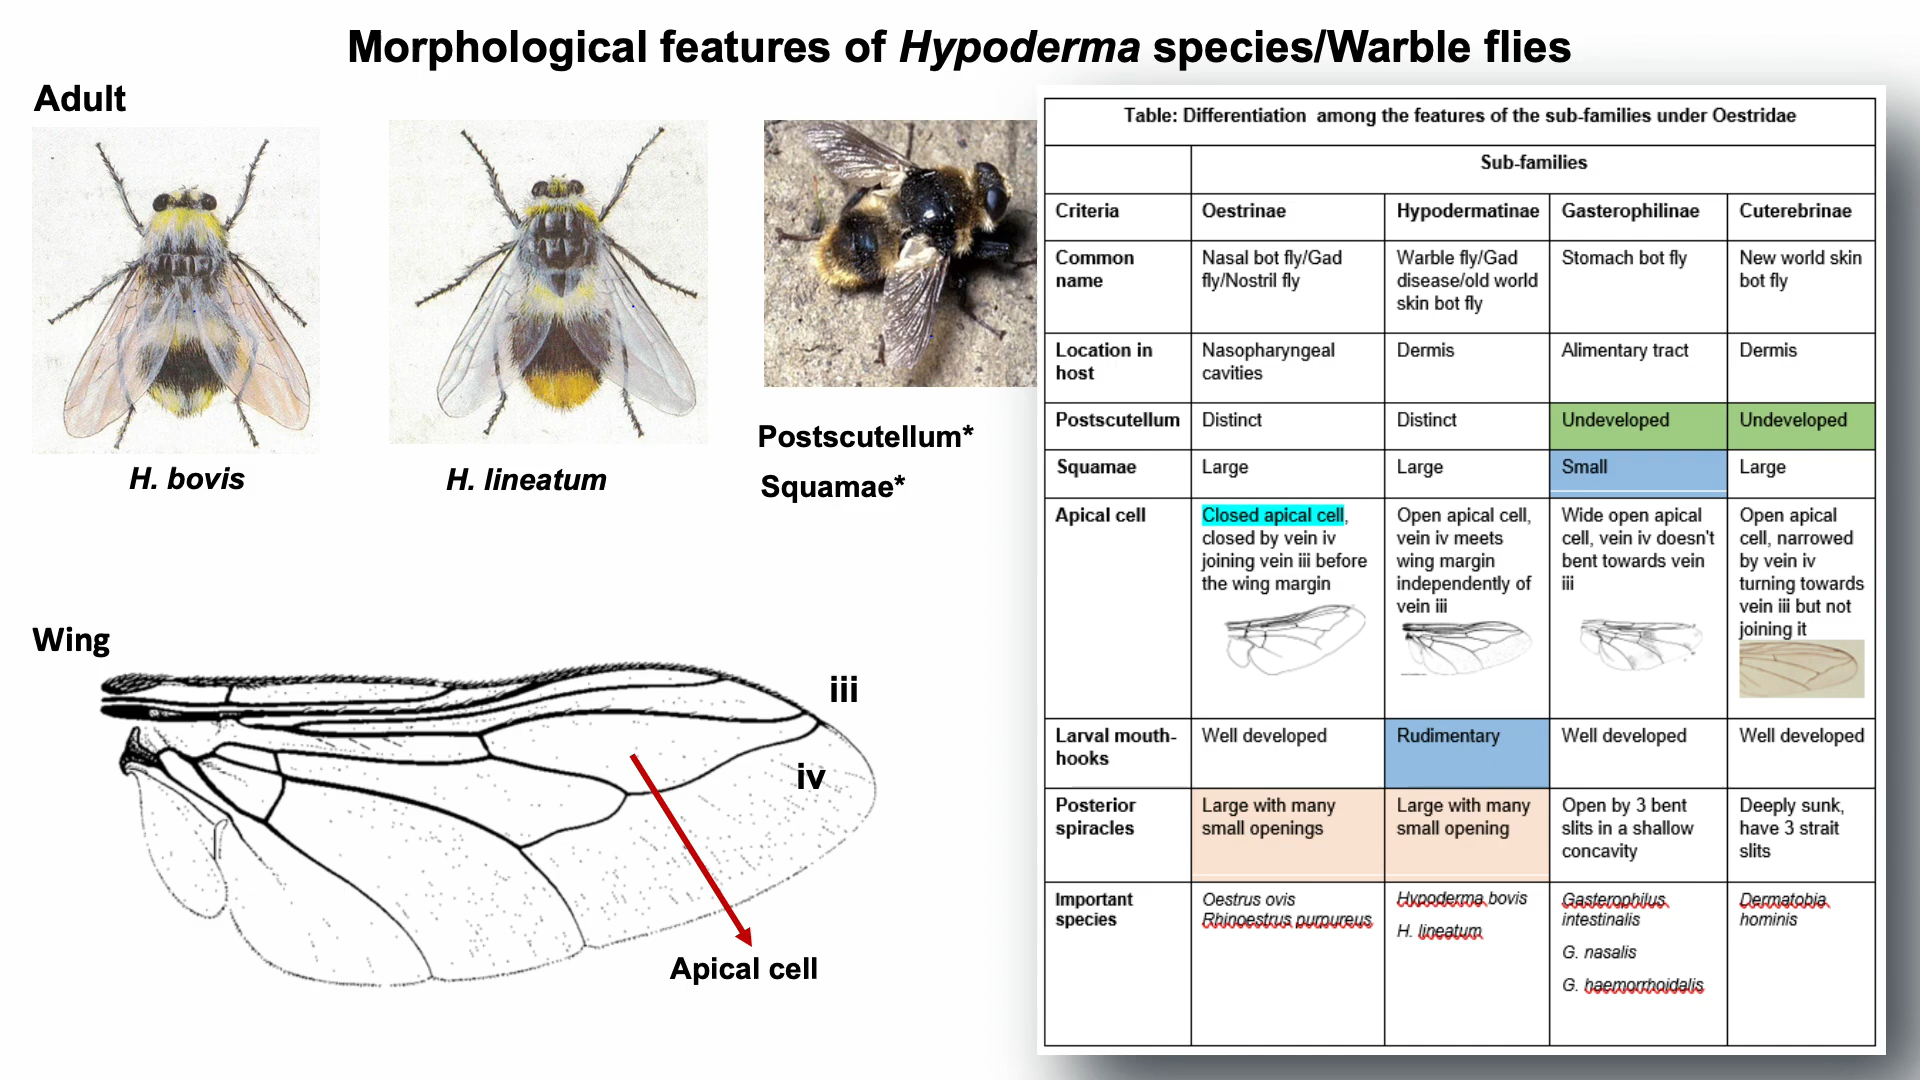 Morphological features of Hypoderma species/Warble flies
Adult
H. bovis
H. lineatum
Postscutellum*
Squamae*
Wing
iii
iv
Apical cell
Table: Differentiation among the features of the sub-families under Oestridae
Sub-families
Criteria
Oestrinae
Hypodermatinae
Gasterophilinae
Cuterebrinae
Common
name
Nasal bot fly/Gad
fly/Nostril fly
Warble fly/Gad
disease/old world
skin bot fly
Stomach bot fly
New world skin
bot fly
Location in
host
Nasopharyngeal
cavities
Dermis
Alimentary tract
Dermis
Postscutellum
Distinct
Distinct
Undeveloped
Undeveloped
Squamae
Large
Large
Small
Large
Apical cell
Closed apical cell,
closed by vein iv
joining vein iii before
the wing margin
Open apical cell,
vein iv meets
wing margin
independently of
vein iii
Wide open apical
cell, vein iv doesn't
bent towards vein
iii
Open apical
cell, narrowed
by vein iv
turning towards
vein iii but not
joining it
Larval mouth-
hooks
Well developed
Rudimentary
Well developed
Well developed
Posterior
spiracles
Large with many
small openings
Large with many
small opening
Open by 3 bent
slits in a shallow
concavity
Deeply sunk,
have 3 strait
slits
Important
species
Oestrus ovis
Rhinoestrus purpureus
Hypoderma bovis
H. lineatum
Gasterophilus
intestinalis
G. nasalis
G. haemorrhoidalis
Dermatobia
hominis